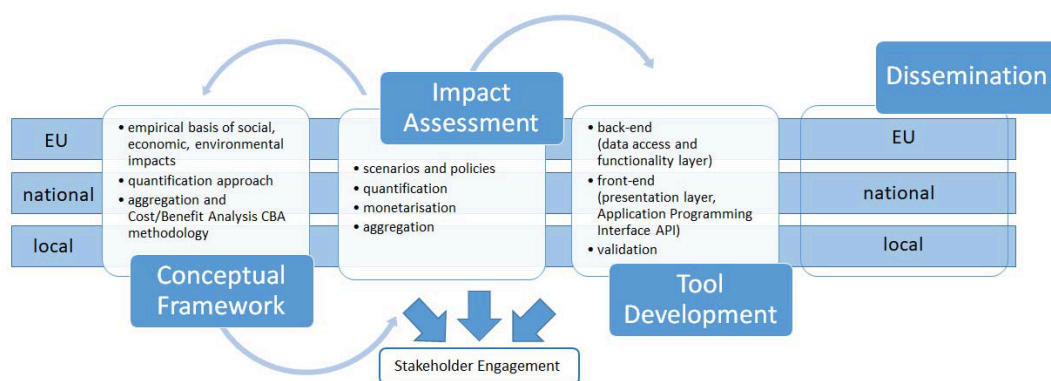 Impact
Assessment
Dissemination
EU
national
local
• empirical basis of social,
economic, environmental
impacts
• quantification approach
• aggregation and
Cost/Benefit Analysis CBA
methodology
Conceptual
Framework
• scenarios and policies
• quantification
• monetarisation
• aggregation
• back-end
(data access and
functionality layer)
• front-end
(presentation layer,
Application Programming
Interface API)
• validation
Tool
Development
EU
national
local
Stakeholder Engagement